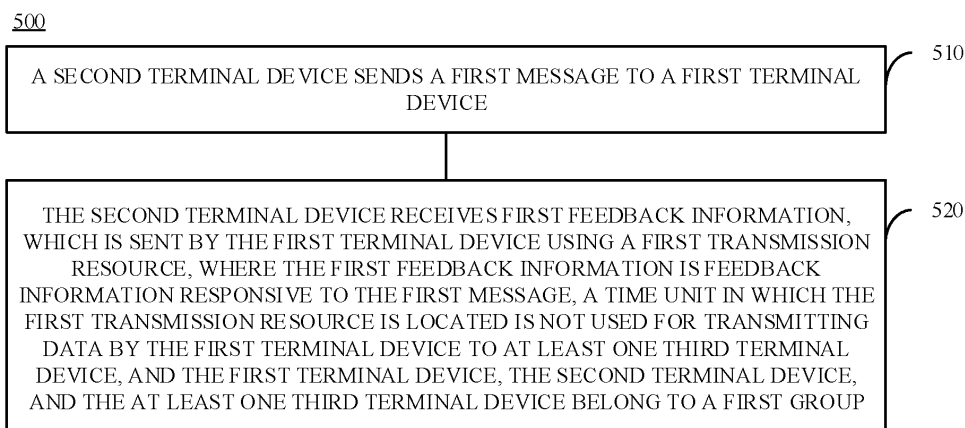 500
A SECOND TERMINAL DEVICE SENDS A FIRST MESSAGE TO A FIRST TERMINAL
DEVICE
510
THE SECOND TERMINAL DEVICE RECEIVES FIRST FEEDBACK INFORMATION,
WHICH IS SENT BY THE FIRST TERMINAL DEVICE USING A FIRST TRANSMISSION
RESOURCE, WHERE THE FIRST FEEDBACK INFORMATION IS FEEDBACK
INFORMATION RESPONSIVE TO THE FIRST MESSAGE, A TIME UNIT IN WHICH THE
FIRST TRANSMISSION RESOURCE IS LOCATED IS NOT USED FOR TRANSMITTING
DATA BY THE FIRST TERMINAL DEVICE TO AT LEAST ONE THIRD TERMINAL
DEVICE, AND THE FIRST TERMINAL DEVICE, THE SECOND TERMINAL DEVICE,
AND THE AT LEAST ONE THIRD TERMINAL DEVICE BELONG TO A FIRST GROUP
520